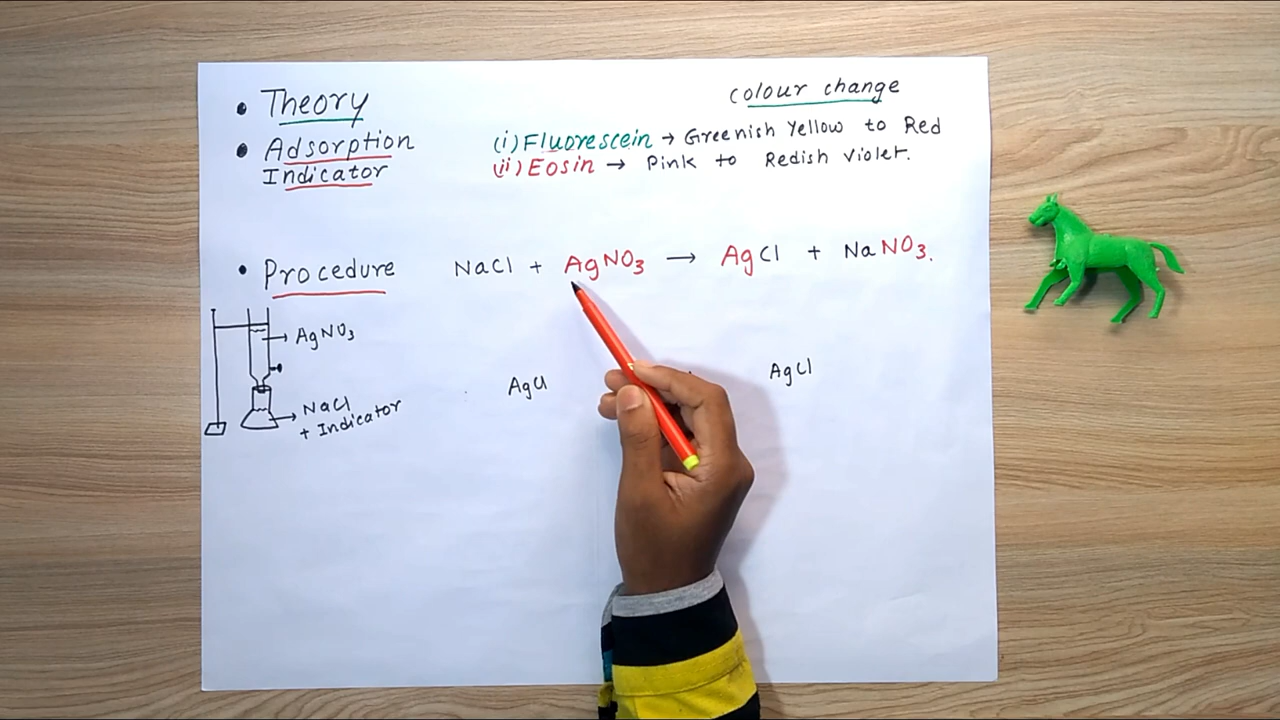 • Theory
colour change
• Adsorption
Indicator
(i) Fluorescein → Greenish Yellow to Red
(ii) Eosin → Pink to Redish Violet.
• Procedure
NaCl + AgNO3 → AgCl + NaNO3.
→ AgNO3
→ NaCl
+ Indicator
AgCl
AgCl